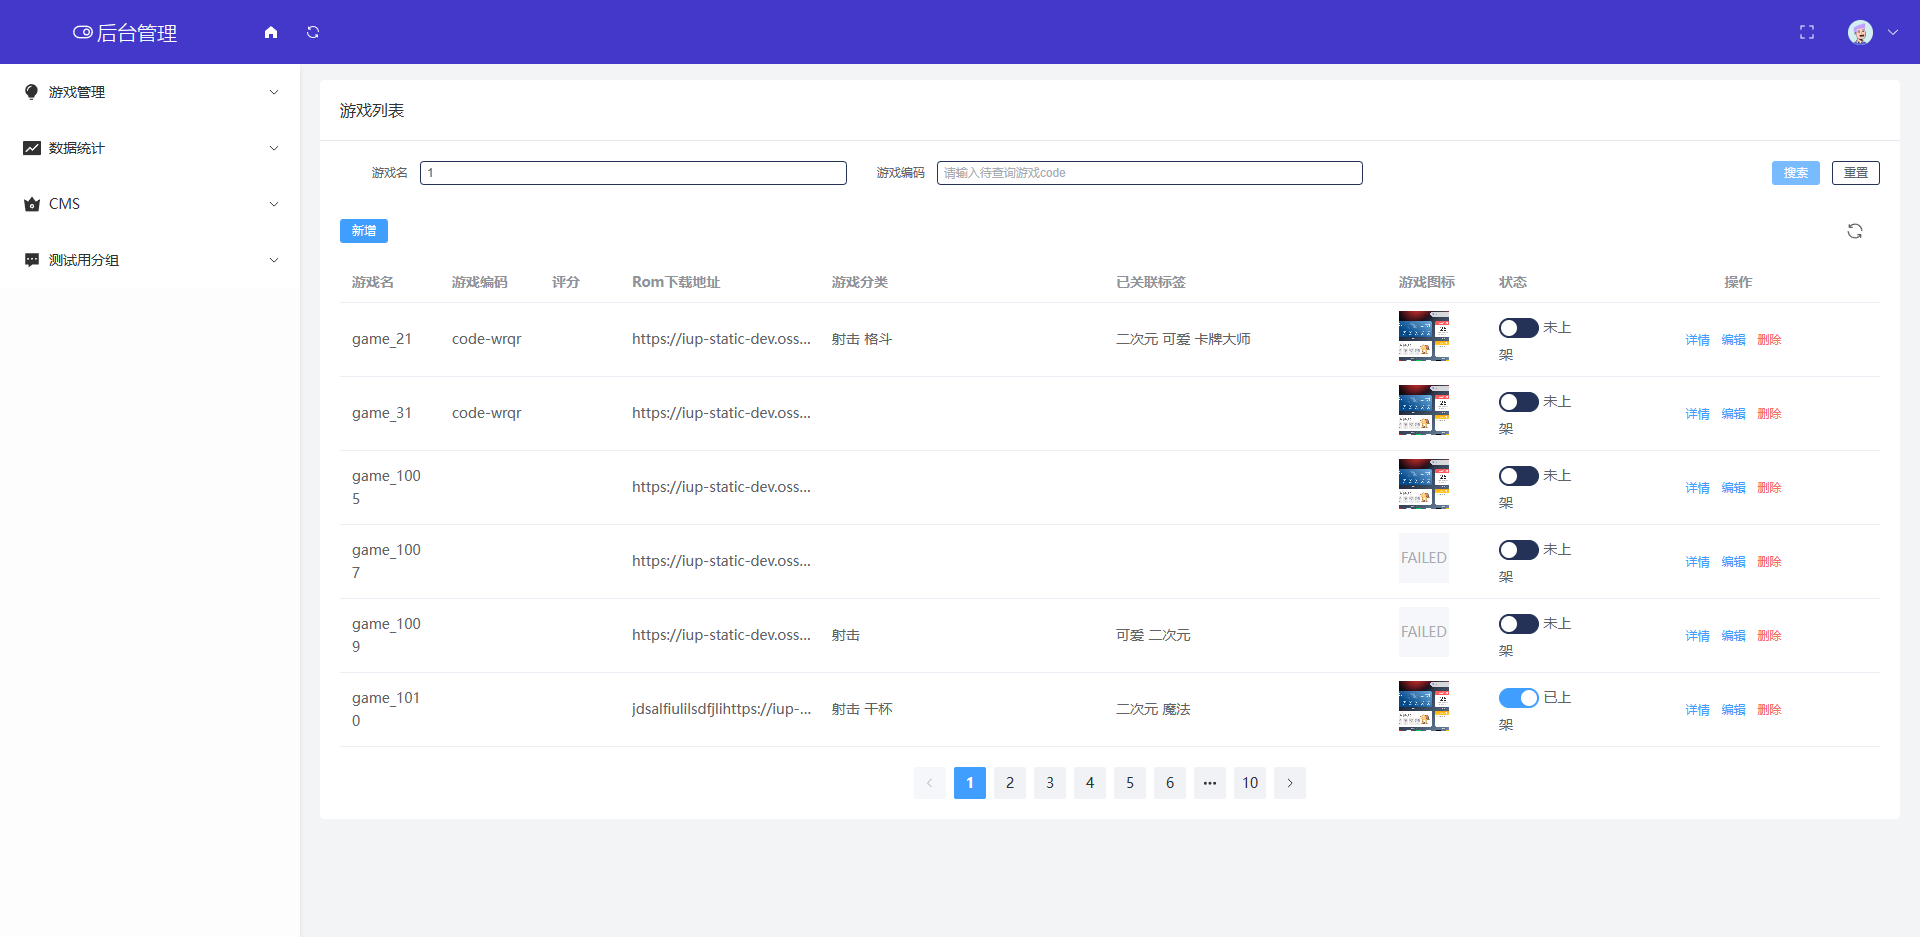 后台管理
游戏管理
数据统计
CMS
测试用分组
游戏列表
游戏名 1 游戏编码 请输入待查询游戏code 搜索 重置
新增
游戏名 游戏编码 评分 Rom下载地址 游戏分类 已关联标签 游戏图标 状态 操作
game_21 code-wrqr https://iup-static-dev.oss... 射击 格斗 二次元 可爱 卡牌大师 未上架 详情 编辑 删除
game_31 code-wrqr https://iup-static-dev.oss... 未上架 详情 编辑 删除
game_1005 https://iup-static-dev.oss... 未上架 详情 编辑 删除
game_1007 https://iup-static-dev.oss... FAILED 未上架 详情 编辑 删除
game_1009 https://iup-static-dev.oss... 射击 可爱 二次元 FAILED 未上架 详情 编辑 删除
game_1010 jdsalfiulilsdfjlihttps://iup-... 射击 干杯 二次元 魔法 已上架 详情 编辑 删除
1 2 3 4 5 6 ••• 10